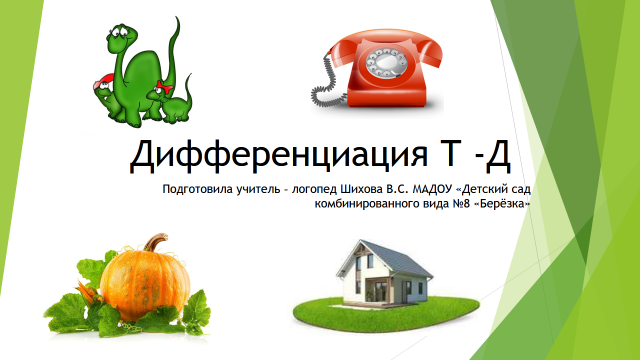 Дифференциация Т -Д
Подготовила учитель – логопед Шихова В.С. МАДОУ «Детский сад
комбинированного вида №8 «Берёзка»